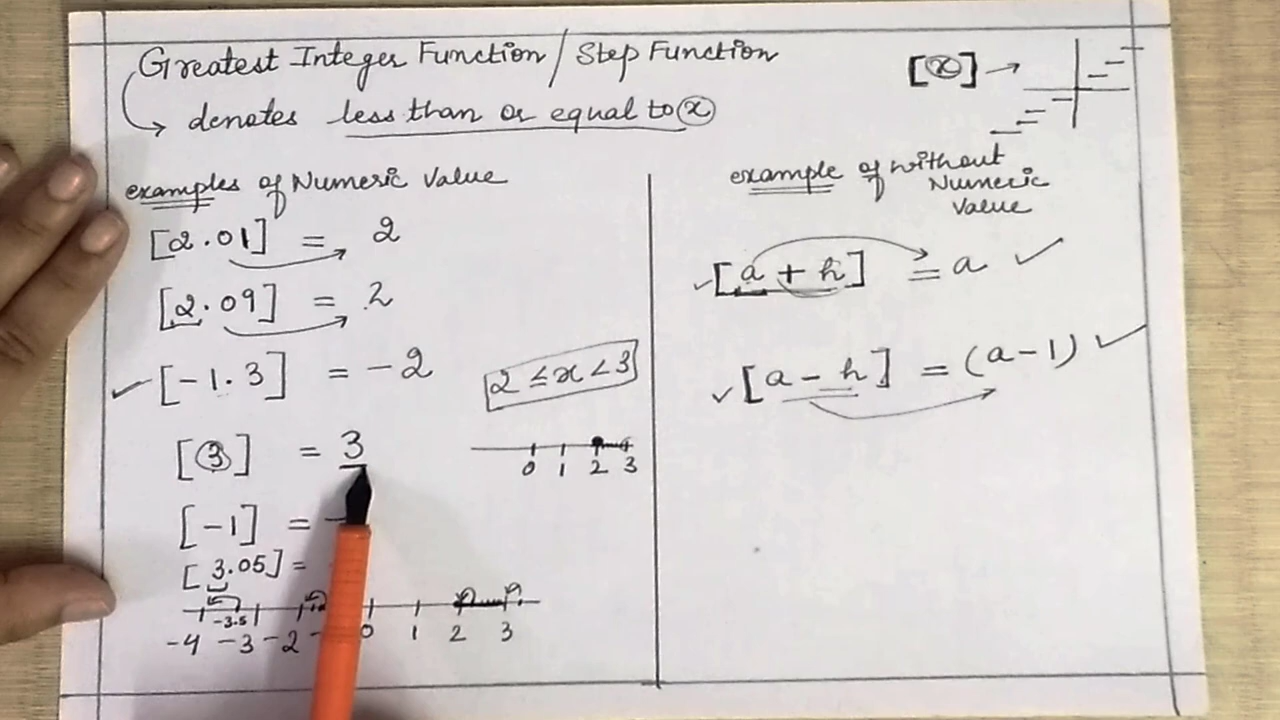 Greatest Integer Function / Step Function
denotes less than or equal to x
[x] →
examples of Numeric Value
[2.01] = 2
[2.09] = 2
[-1.3] = -2
2 ≤ x < 3
[3] = 3
0 1 2 3
[-1] = -
[3.05] =
-3.5
-4 -3 -2 - 0 1 2 3
example of without
Numeric
Value
[a + h] = a
[a - h] = (a-1)